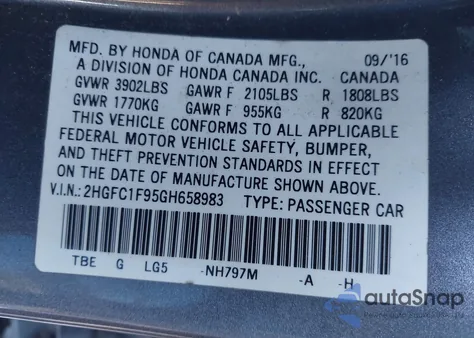 MFD. BY HONDA OF CANADA MFG., 09/'16
A DIVISION OF HONDA CANADA INC. CANADA
GVWR 3902LBS GAWR F 2105LBS R 1808LBS
GVWR 1770KG GAWR F 955KG R 820KG
THIS VEHICLE CONFORMS TO ALL APPLICABLE
FEDERAL MOTOR VEHICLE SAFETY, BUMPER,
AND THEFT PREVENTION STANDARDS IN EFFECT
ON THE DATE OF MANUFACTURE SHOWN ABOVE.
V.I.N.: 2HGFC1F95GH658983 TYPE: PASSENGER CAR
TBE G LG5 -NH797M -A -H
autoSnap